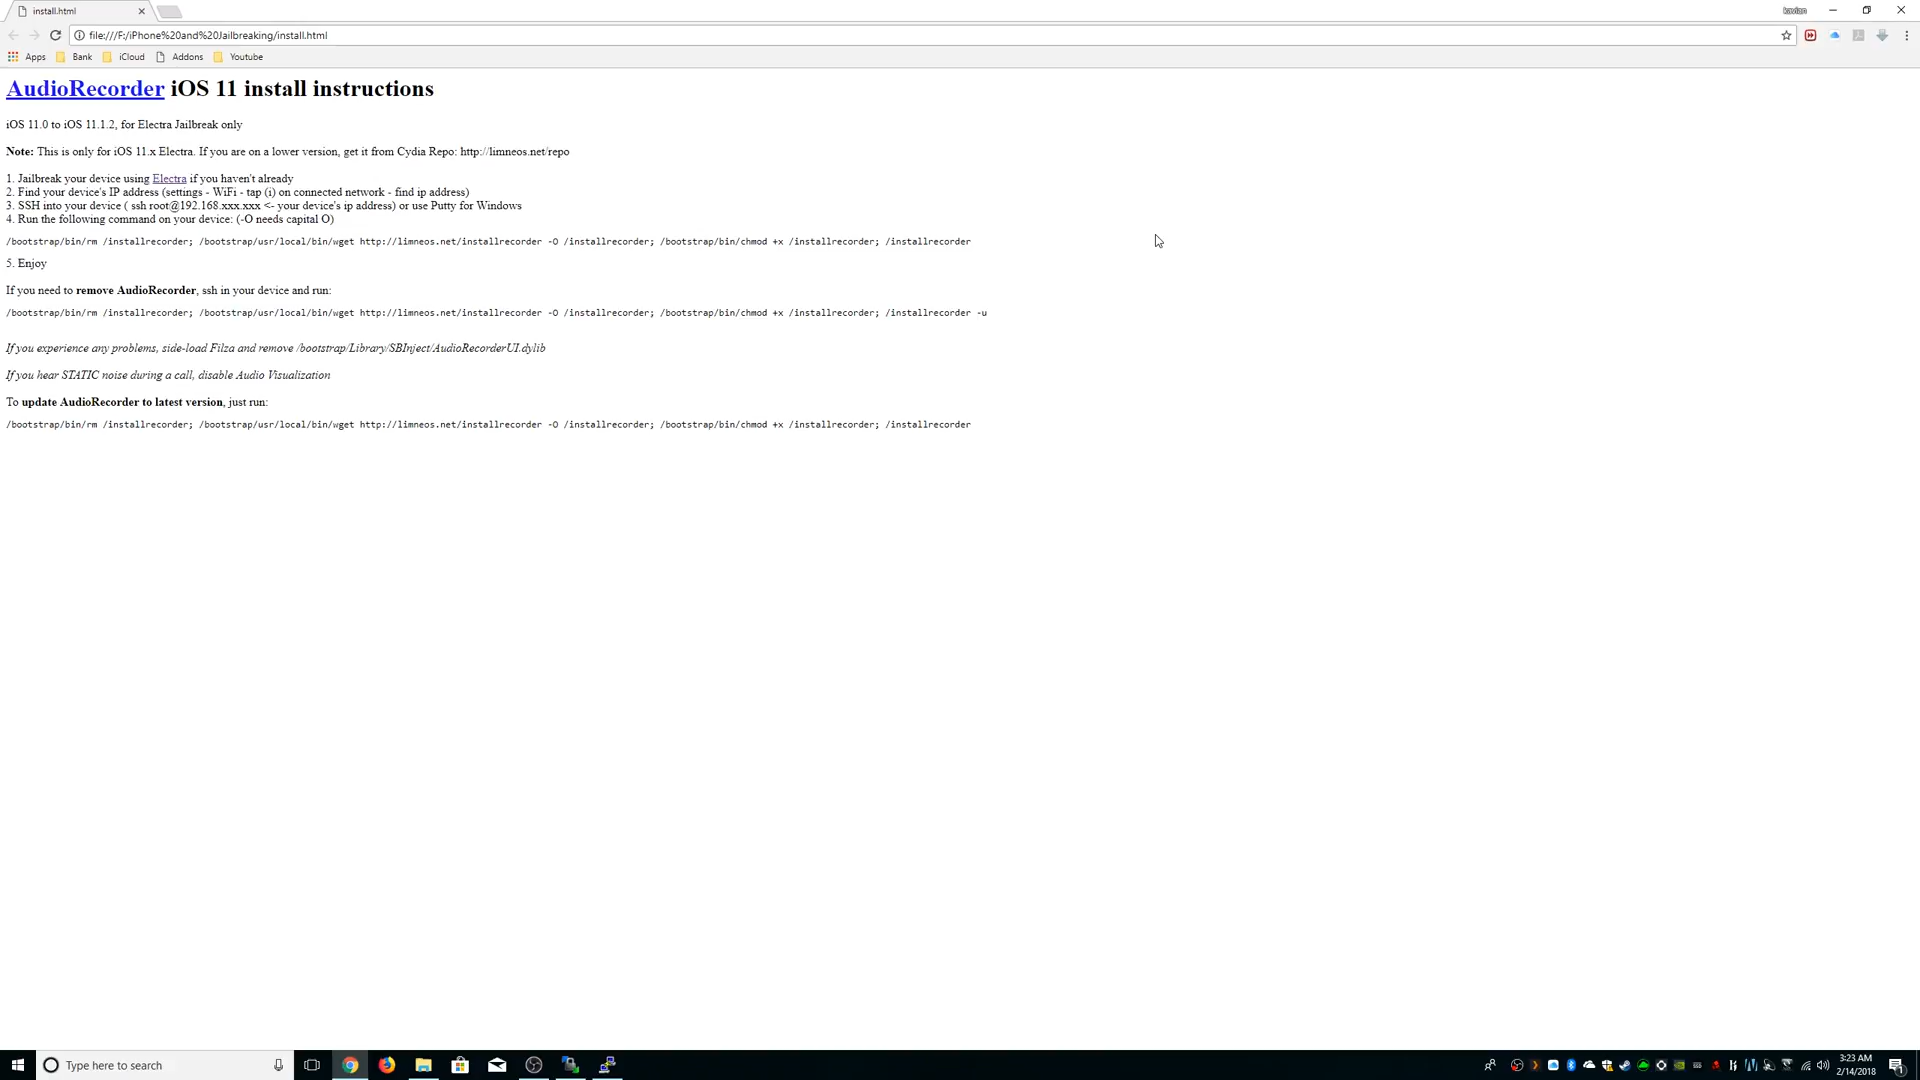 install.html
kavian
file:///F:/iPhone%20and%20Jailbreaking/install.html
Apps Bank iCloud Addons Youtube
AudioRecorder iOS 11 install instructions
iOS 11.0 to iOS 11.1.2, for Electra Jailbreak only
Note: This is only for iOS 11.x Electra. If you are on a lower version, get it from Cydia Repo: http://limneos.net/repo
1. Jailbreak your device using Electra if you haven't already
2. Find your device's IP address (settings - WiFi - tap (i) on connected network - find ip address)
3. SSH into your device ( ssh root@192.168.xxx.xxx <- your device's ip address) or use Putty for Windows
4. Run the following command on your device: (-O needs capital O)
/bootstrap/bin/rm /installrecorder; /bootstrap/usr/local/bin/wget http://limneos.net/installrecorder -O /installrecorder; /bootstrap/bin/chmod +x /installrecorder; /installrecorder
5. Enjoy
If you need to remove AudioRecorder, ssh in your device and run:
/bootstrap/bin/rm /installrecorder; /bootstrap/usr/local/bin/wget http://limneos.net/installrecorder -O /installrecorder; /bootstrap/bin/chmod +x /installrecorder; /installrecorder -u
If you experience any problems, side-load Filza and remove /bootstrap/Library/SBInject/AudioRecorderUI.dylib
If you hear STATIC noise during a call, disable Audio Visualization
To update AudioRecorder to latest version, just run:
/bootstrap/bin/rm /installrecorder; /bootstrap/usr/local/bin/wget http://limneos.net/installrecorder -O /installrecorder; /bootstrap/bin/chmod +x /installrecorder; /installrecorder
Type here to search
3:23 AM
2/14/2018